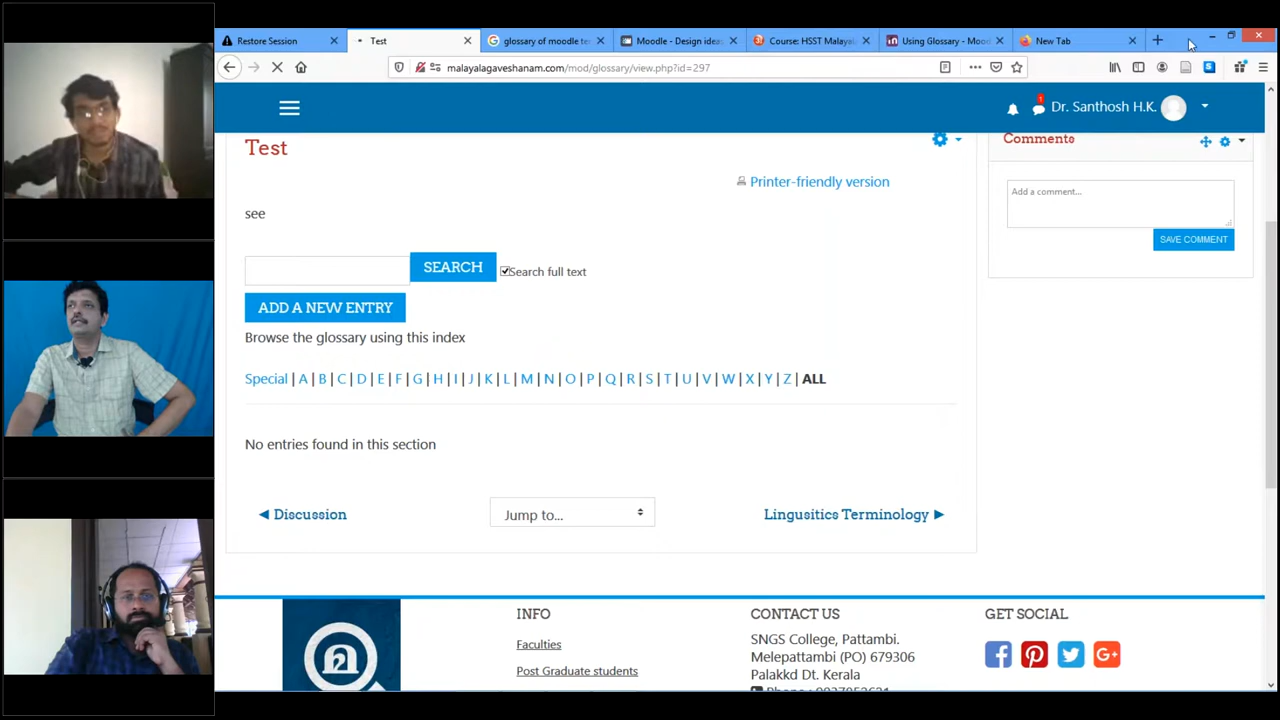 Restore Session
Test
glossary of moodle te
Moodle - Design idea
Course: HSST Malayala
Using Glossary - Mood
New Tab
malayalagaveshanam.com/mod/glossary/view.php?id=297
1
Dr. Santhosh H.K.
Test
Comments
Printer-friendly version
Add a comment...
see
SAVE COMMENT
SEARCH
Search full text
ADD A NEW ENTRY
Browse the glossary using this index
Special | A | B | C | D | E | F | G | H | I | J | K | L | M | N | O | P | Q | R | S | T | U | V | W | X | Y | Z | ALL
No entries found in this section
◄ Discussion
Jump to...
Lingusitics Terminology ►
INFO
CONTACT US
GET SOCIAL
Faculties
SNGS College, Pattambi.
Melepattambi (PO) 679306
Post Graduate students
Palakkd Dt. Kerala